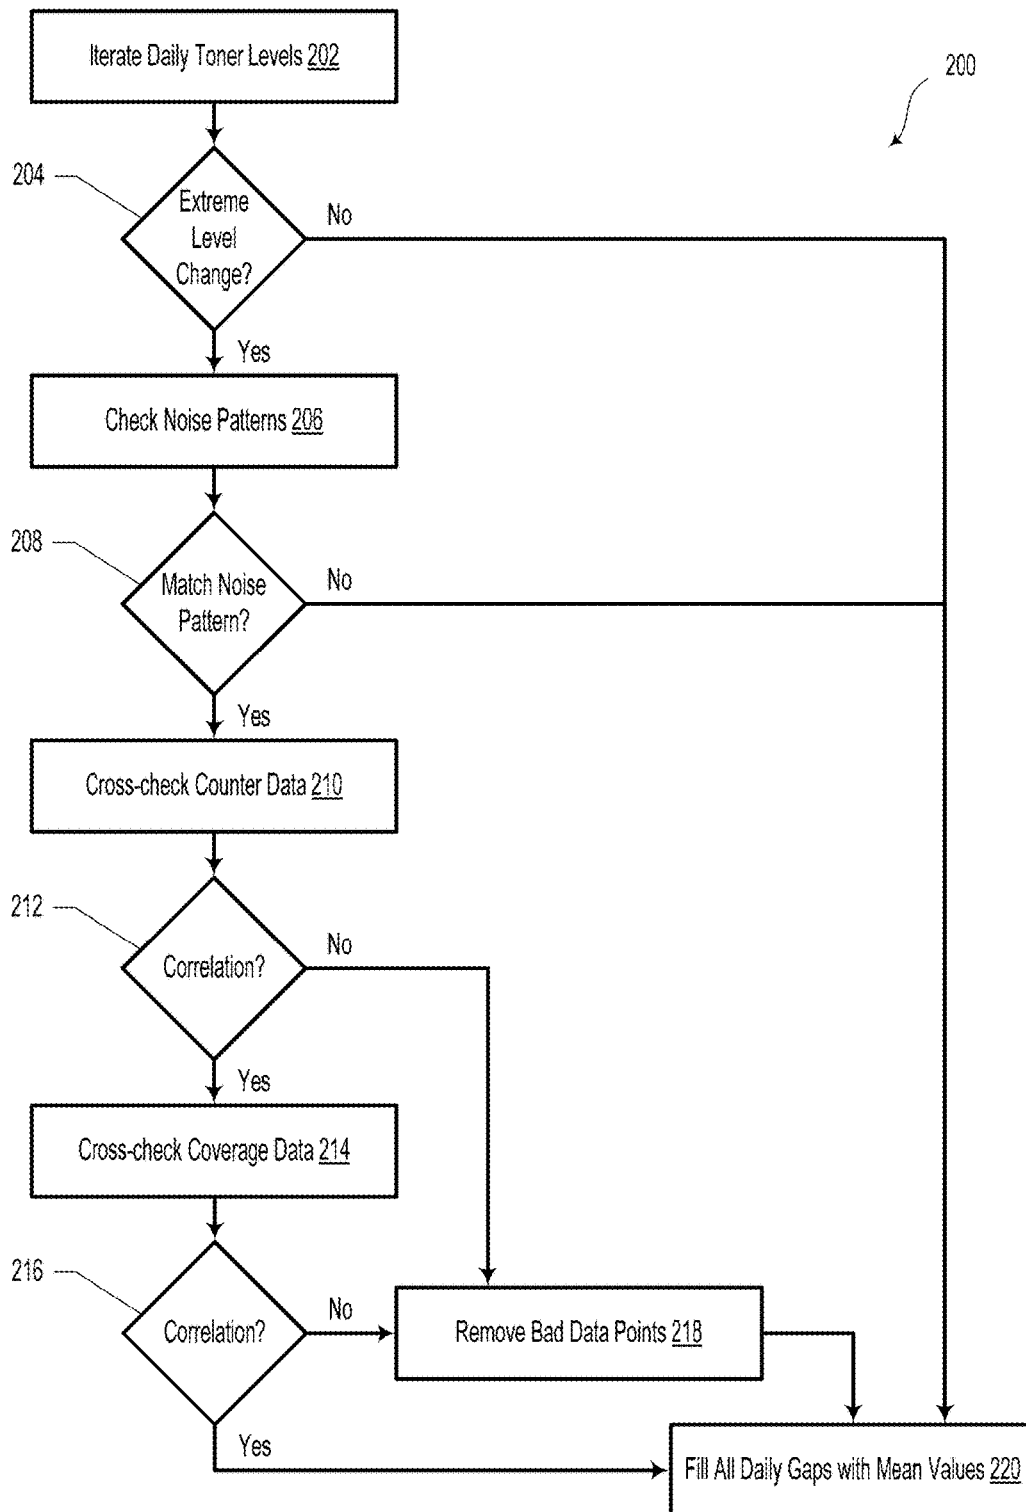 Iterate Daily Toner Levels 202
200
204
Extreme
Level
Change?
No
Yes
Check Noise Patterns 206
208
Match Noise
Pattern?
No
Yes
Cross-check Counter Data 210
212
Correlation?
No
Yes
Cross-check Coverage Data 214
216
Correlation?
No
Remove Bad Data Points 218
Yes
Fill All Daily Gaps with Mean Values 220